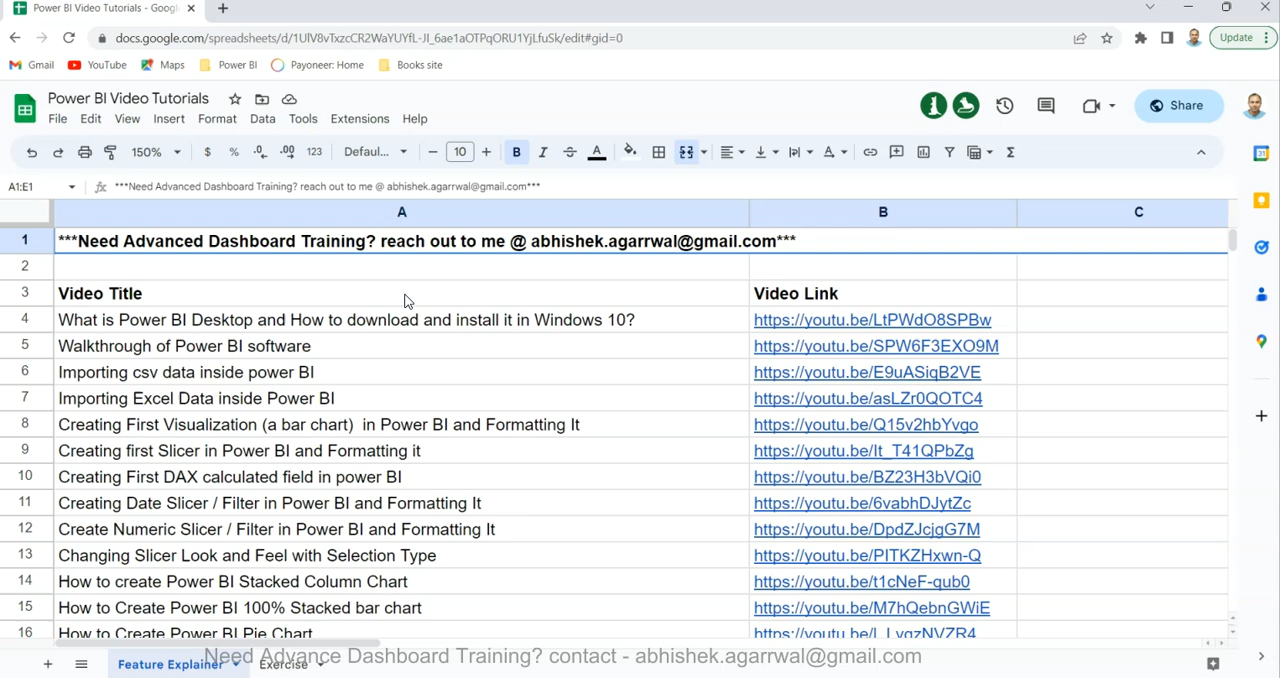 Power BI Video Tutorials - Googl
docs.google.com/spreadsheets/d/1UlV8vTxzcCR2WaYUYfL-JI_6ae1aOTPqORU1YjLfuSk/edit#gid=0
Update
Gmail YouTube Maps Power BI Payoneer: Home Books site
Power BI Video Tutorials
File Edit View Insert Format Data Tools Extensions Help
Share
150% $ % .0 .00 123 Defaul... 10 B I A
A1:E1 fx ***Need Advanced Dashboard Training? reach out to me @ abhishek.agarrwal@gmail.com***
A B C
1 ***Need Advanced Dashboard Training? reach out to me @ abhishek.agarrwal@gmail.com***
2
3 Video Title Video Link
4 What is Power BI Desktop and How to download and install it in Windows 10? https://youtu.be/LtPWdO8SPBw
5 Walkthrough of Power BI software https://youtu.be/SPW6F3EXO9M
6 Importing csv data inside power BI https://youtu.be/E9uASiqB2VE
7 Importing Excel Data inside Power BI https://youtu.be/asLZr0QOTC4
8 Creating First Visualization (a bar chart)  in Power BI and Formatting It https://youtu.be/Q15v2hbYvgo
9 Creating first Slicer in Power BI and Formatting it https://youtu.be/It_T41QPbZg
10 Creating First DAX calculated field in power BI https://youtu.be/BZ23H3bVQi0
11 Creating Date Slicer / Filter in Power BI and Formatting It https://youtu.be/6vabhDJytZc
12 Create Numeric Slicer / Filter in Power BI and Formatting It https://youtu.be/DpdZJcjgG7M
13 Changing Slicer Look and Feel with Selection Type https://youtu.be/PITKZHxwn-Q
14 How to create Power BI Stacked Column Chart https://youtu.be/t1cNeF-qub0
15 How to Create Power BI 100% Stacked bar chart https://youtu.be/M7hQebnGWiE
16 How to Create Power BI Pie Chart
Feature Explainer Exercise
Need Advance Dashboard Training? contact - abhishek.agarrwal@gmail.com